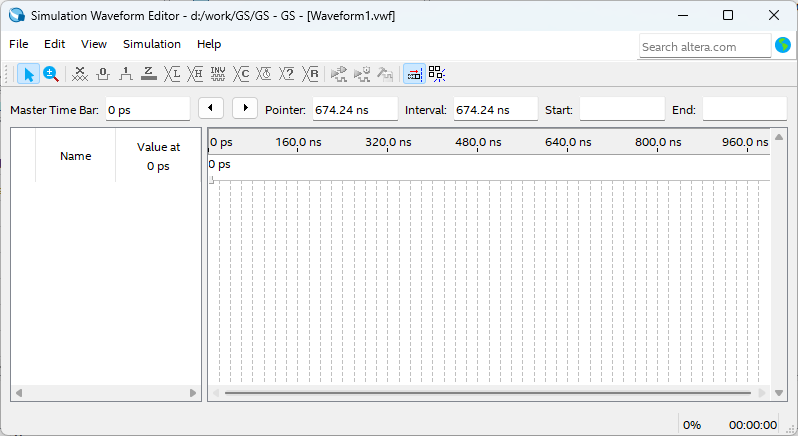 Simulation Waveform Editor - d:/work/GS/GS - GS - [Waveform1.vwf]
File Edit View Simulation Help
Search altera.com
Master Time Bar: 0 ps Pointer: 674.24 ns Interval: 674.24 ns Start: End:
Name
Value at
0 ps
0 ps 160.0 ns 320.0 ns 480.0 ns 640.0 ns 800.0 ns 960.0 ns
0 ps
0% 00:00:00